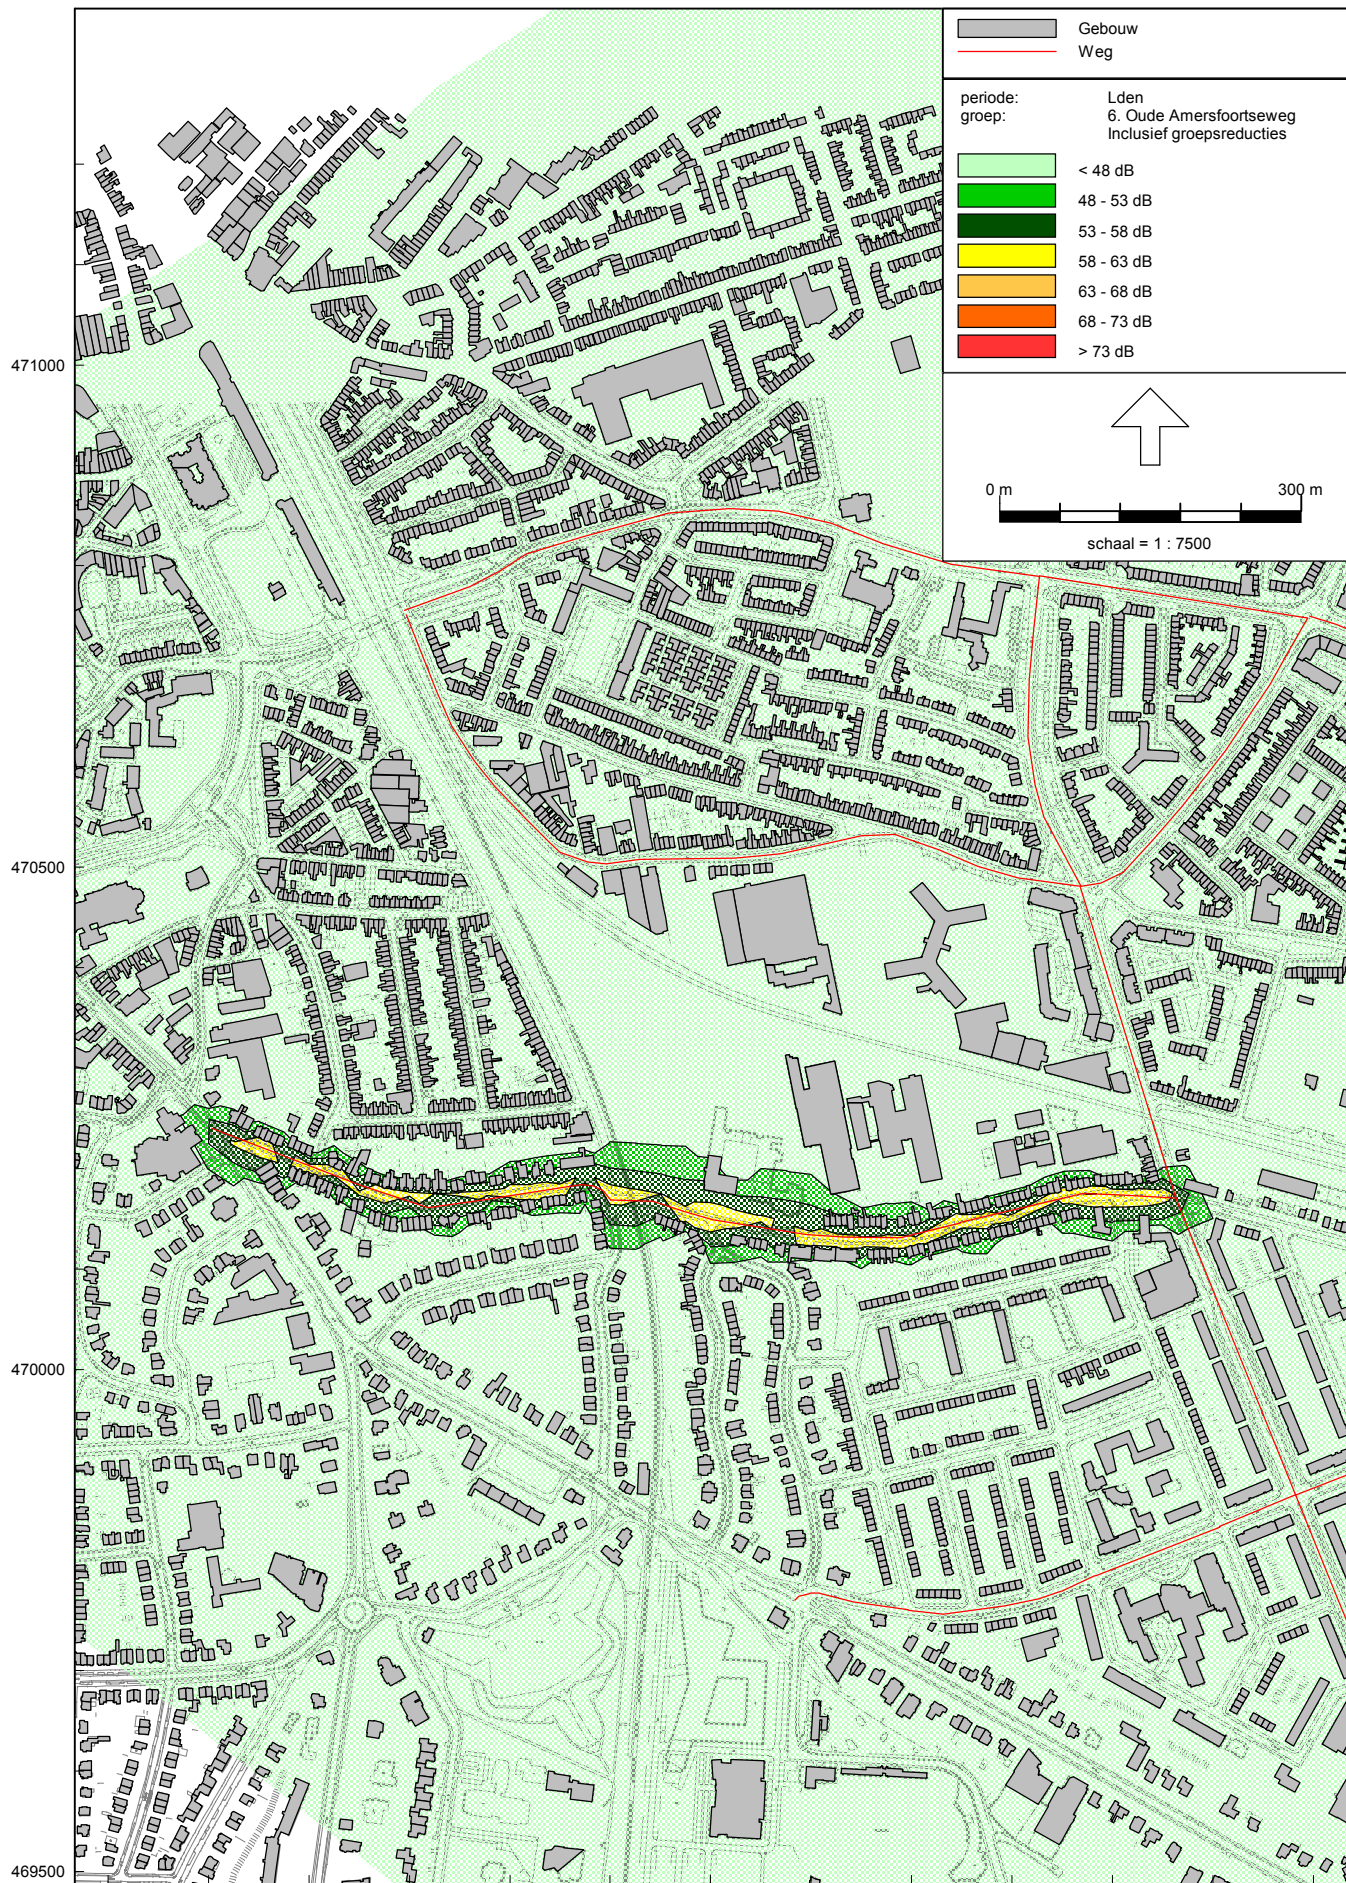 Gebouw
Weg
periode: Lden
groep: 6. Oude Amersfoortseweg
Inclusief groepsreducties
< 48 dB
48 - 53 dB
53 - 58 dB
58 - 63 dB
63 - 68 dB
68 - 73 dB
> 73 dB
471000
0 m 300 m
schaal = 1 : 7500
470500
470000
469500